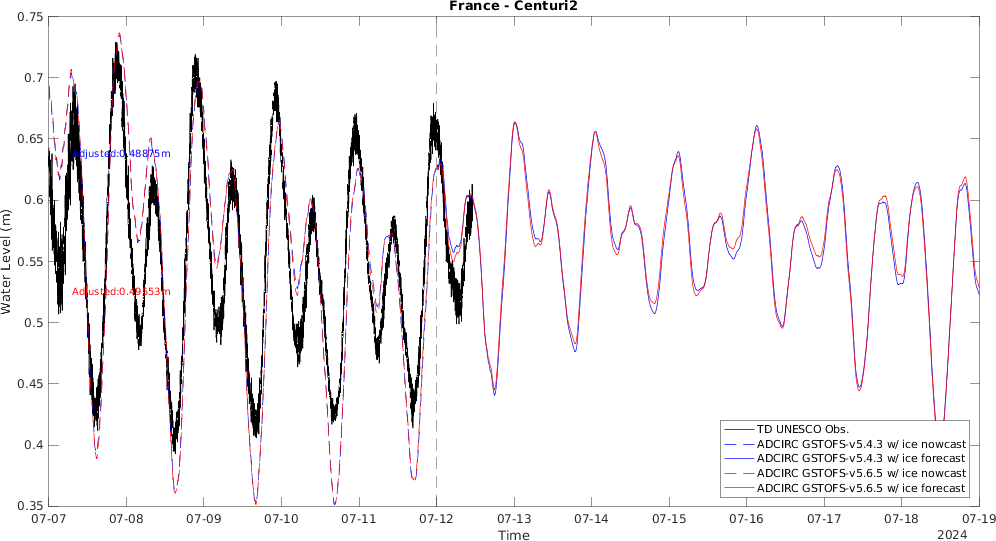 France - Centuri2
0.75
0.7
0.65
0.6
0.55
0.5
0.45
0.4
0.35
Water Level (m)
Adjusted:0.48875m
Adjusted:0.49553m
TD UNESCO Obs.
ADCIRC GSTOFS-v5.4.3 w/ ice nowcast
ADCIRC GSTOFS-v5.4.3 w/ ice forecast
ADCIRC GSTOFS-v5.6.5 w/ ice nowcast
ADCIRC GSTOFS-v5.6.5 w/ ice forecast
07-07 07-08 07-09 07-10 07-11 07-12 07-13 07-14 07-15 07-16 07-17 07-18 07-19
Time
2024